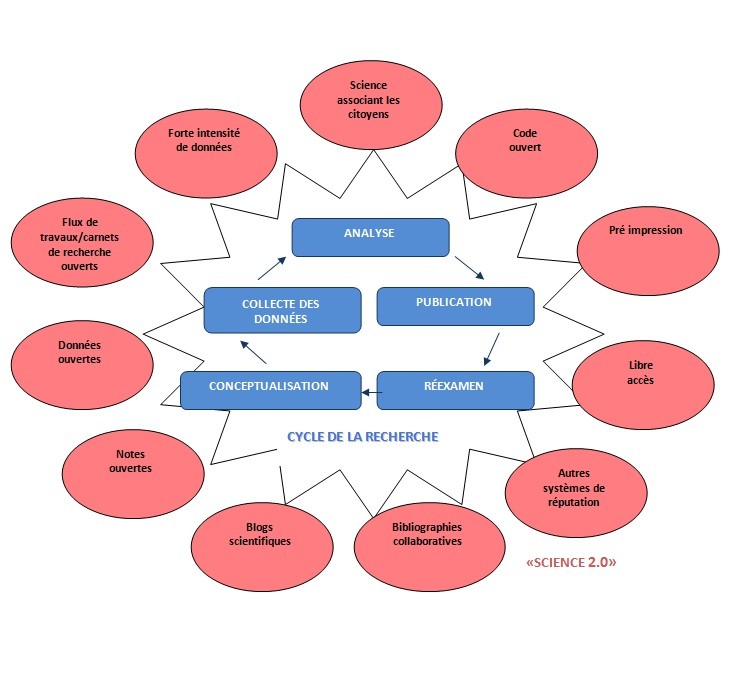 Science
associant les
citoyens
Forte intensité
de données
Code
ouvert
Flux de
travaux/carnets
de recherche
ouverts
Pré impression
ANALYSE
COLLECTE DES
DONNÉES
PUBLICATION
Données
ouvertes
Libre
accès
CONCEPTUALISATION
RÉEXAMEN
CYCLE DE LA RECHERCHE
Notes
ouvertes
Autres
systèmes de
réputation
Blogs
scientifiques
Bibliographies
collaboratives
«SCIENCE 2.0»